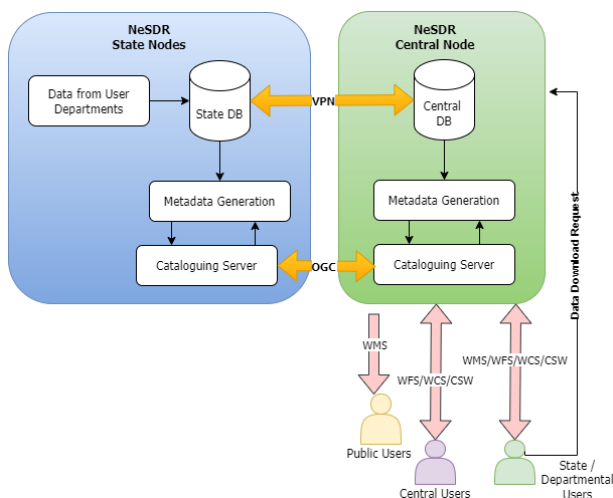 NeSDR
State Nodes
NeSDR
Central Node
Data from User
Departments
State DB
VPN
Central
DB
Metadata Generation
Metadata Generation
Cataloguing Server
OGC
Cataloguing Server
Data Download Request
WMS
WFS/WCS/CSW
WMS/WFS/WCS/CSW
Public Users
Central Users
State /
Departmental
Users